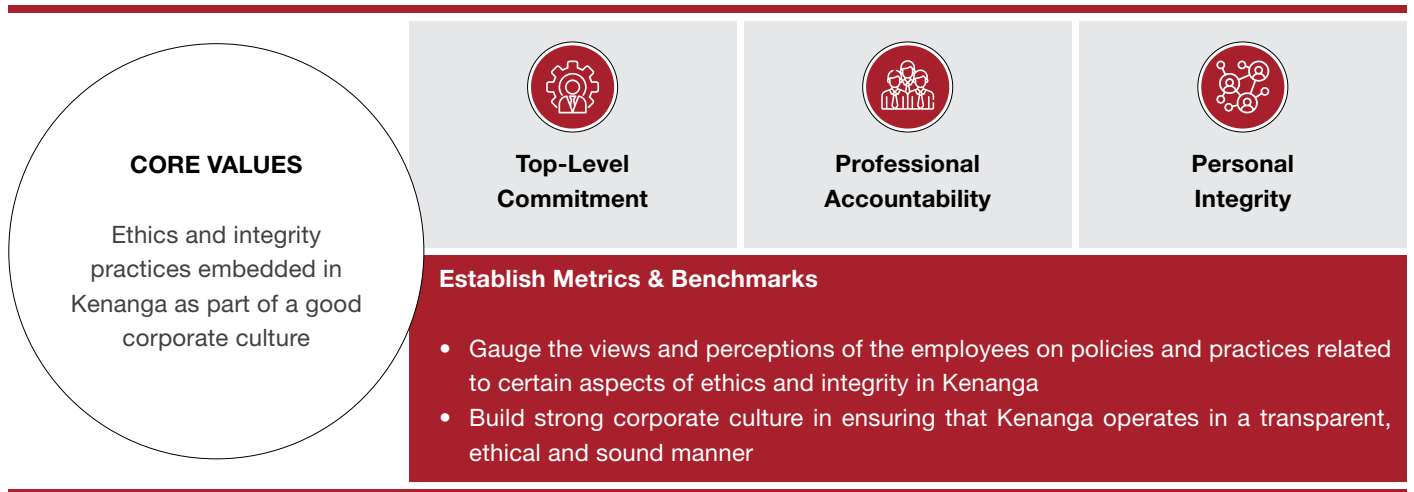 CORE VALUES
Ethics and integrity
practices embedded in
Kenanga as part of a good
corporate culture
Top-Level
Commitment
Professional
Accountability
Personal
Integrity
Establish Metrics & Benchmarks
• Gauge the views and perceptions of the employees on policies and practices related
to certain aspects of ethics and integrity in Kenanga
• Build strong corporate culture in ensuring that Kenanga operates in a transparent,
ethical and sound manner